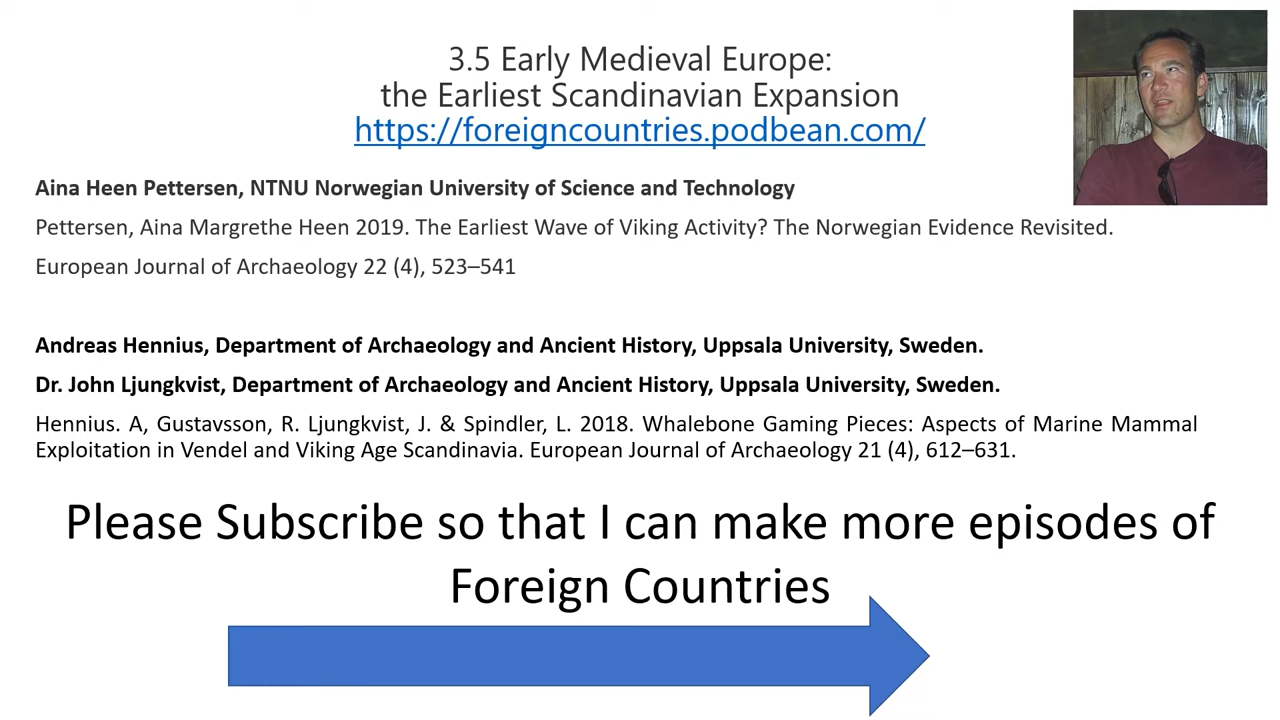 3.5 Early Medieval Europe:
the Earliest Scandinavian Expansion
https://foreigncountries.podbean.com/
Aina Heen Pettersen, NTNU Norwegian University of Science and Technology
Pettersen, Aina Margrethe Heen 2019. The Earliest Wave of Viking Activity? The Norwegian Evidence Revisited.
European Journal of Archaeology 22 (4), 523–541
Andreas Hennius, Department of Archaeology and Ancient History, Uppsala University, Sweden.
Dr. John Ljungkvist, Department of Archaeology and Ancient History, Uppsala University, Sweden.
Hennius. A, Gustavsson, R. Ljungkvist, J. & Spindler, L. 2018. Whalebone Gaming Pieces: Aspects of Marine Mammal
Exploitation in Vendel and Viking Age Scandinavia. European Journal of Archaeology 21 (4), 612–631.
Please Subscribe so that I can make more episodes of
Foreign Countries